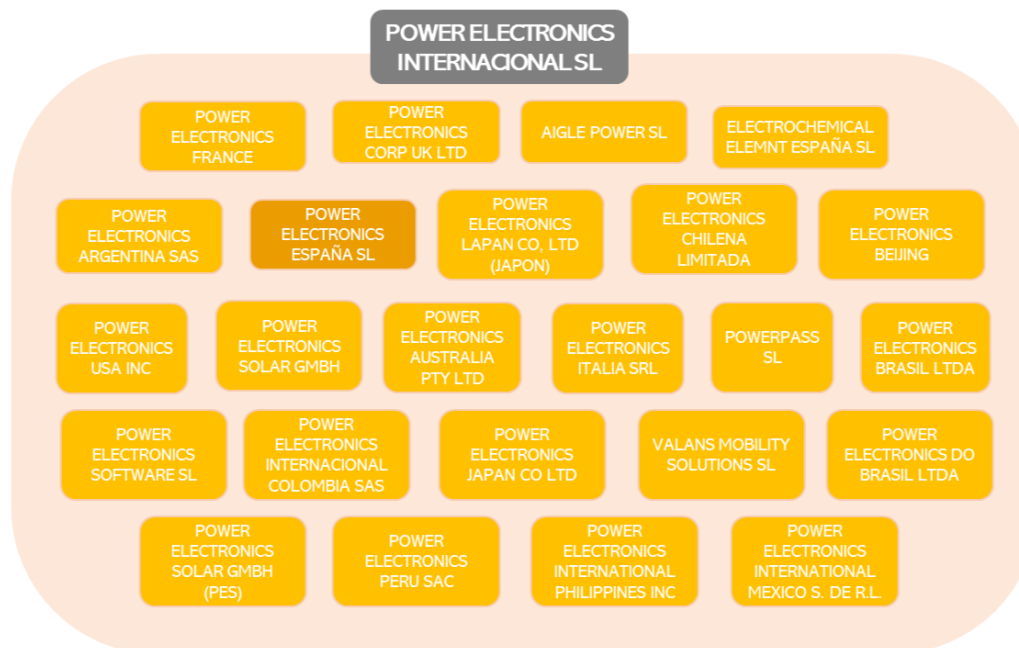 POWER ELECTRONICS
INTERNACIONAL SL
POWER
ELECTRONICS
FRANCE
POWER
ELECTRONICS
CORP UK LTD
AIGLE POWER SL
ELECTROCHEMICAL
ELEMNT ESPAÑA SL
POWER
ELECTRONICS
ARGENTINA SAS
POWER
ELECTRONICS
ESPAÑA SL
POWER
ELECTRONICS
LAPAN CO, LTD
(JAPON)
POWER
ELECTRONICS
CHILENA
LIMITADA
POWER
ELECTRONICS
BEIJING
POWER
ELECTRONICS
USA INC
POWER
ELECTRONICS
SOLAR GMBH
POWER
ELECTRONICS
AUSTRALIA
PTY LTD
POWER
ELECTRONICS
ITALIA SRL
POWERPASS
SL
POWER
ELECTRONICS
BRASIL LTDA
POWER
ELECTRONICS
SOFTWARE SL
POWER
ELECTRONICS
INTERNACIONAL
COLOMBIA SAS
POWER
ELECTRONICS
JAPAN CO LTD
VALANS MOBILITY
SOLUTIONS SL
POWER
ELECTRONICS DO
BRASIL LTDA
POWER
ELECTRONICS
SOLAR GMBH
(PES)
POWER
ELECTRONICS
PERU SAC
POWER
ELECTRONICS
INTERNATIONAL
PHILIPPINES INC
POWER
ELECTRONICS
INTERNATIONAL
MEXICO S. DE R.L.